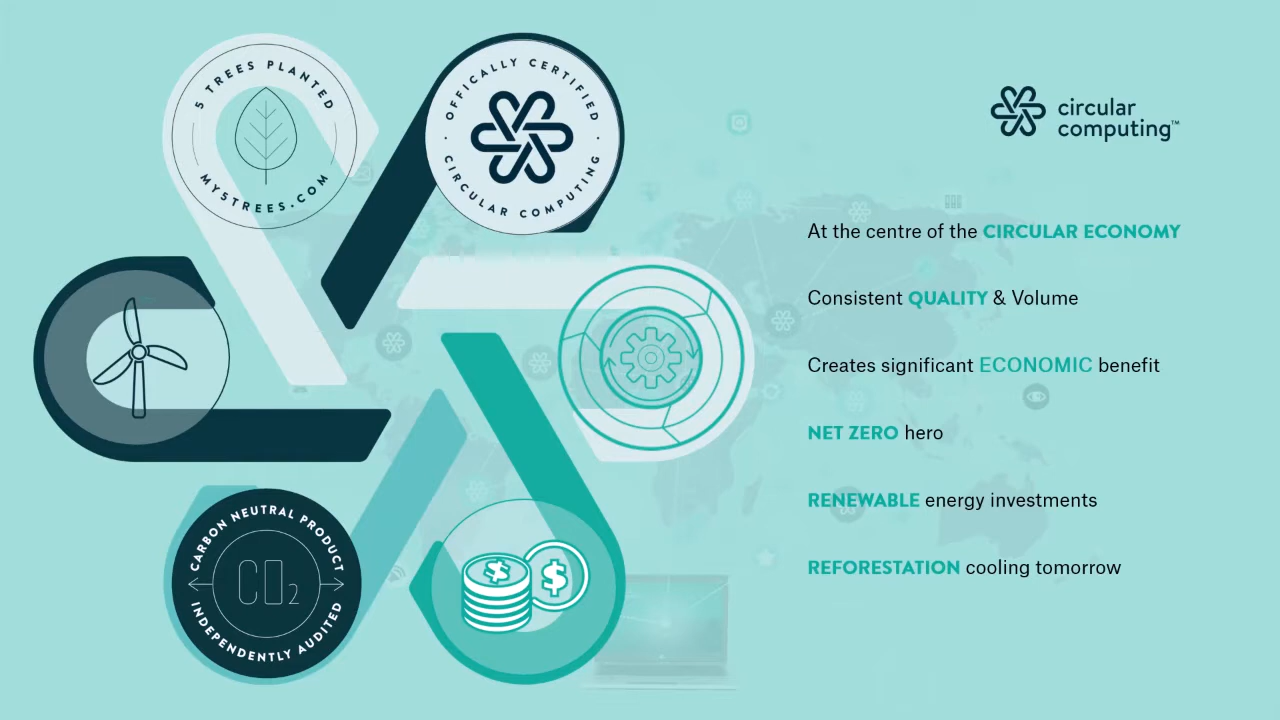 5 TREES PLANTED
MY5TREES.COM
· OFFICALLY CERTIFIED ·
CIRCULAR COMPUTING
CARBON NEUTRAL PRODUCT
CO2
INDEPENDENTLY AUDITED
$ $
circular
computing™
At the centre of the CIRCULAR ECONOMY
Consistent QUALITY & Volume
Creates significant ECONOMIC benefit
NET ZERO hero
RENEWABLE energy investments
REFORESTATION cooling tomorrow